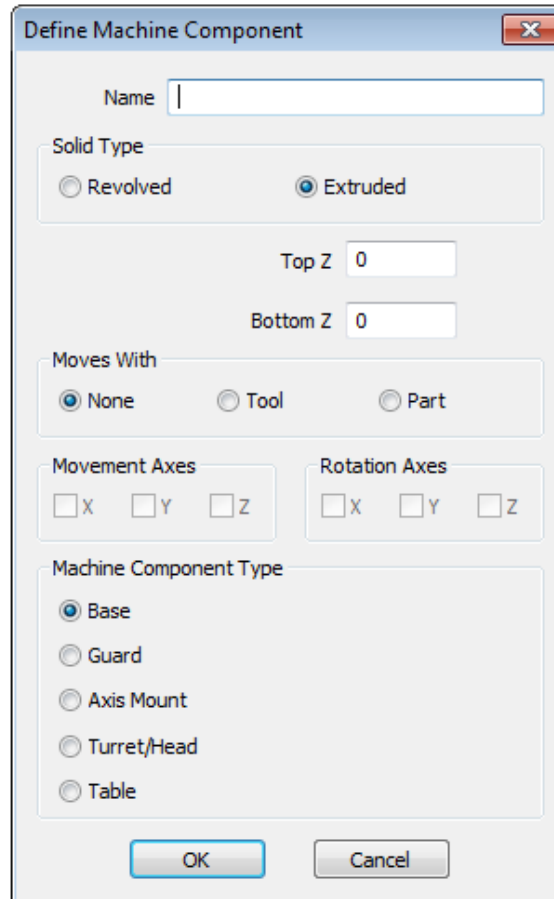 Define Machine Component
Name
Solid Type
Revolved Extruded
Top Z 0
Bottom Z 0
Moves With
None Tool Part
Movement Axes Rotation Axes
X Y Z X Y Z
Machine Component Type
Base
Guard
Axis Mount
Turret/Head
Table
OK Cancel